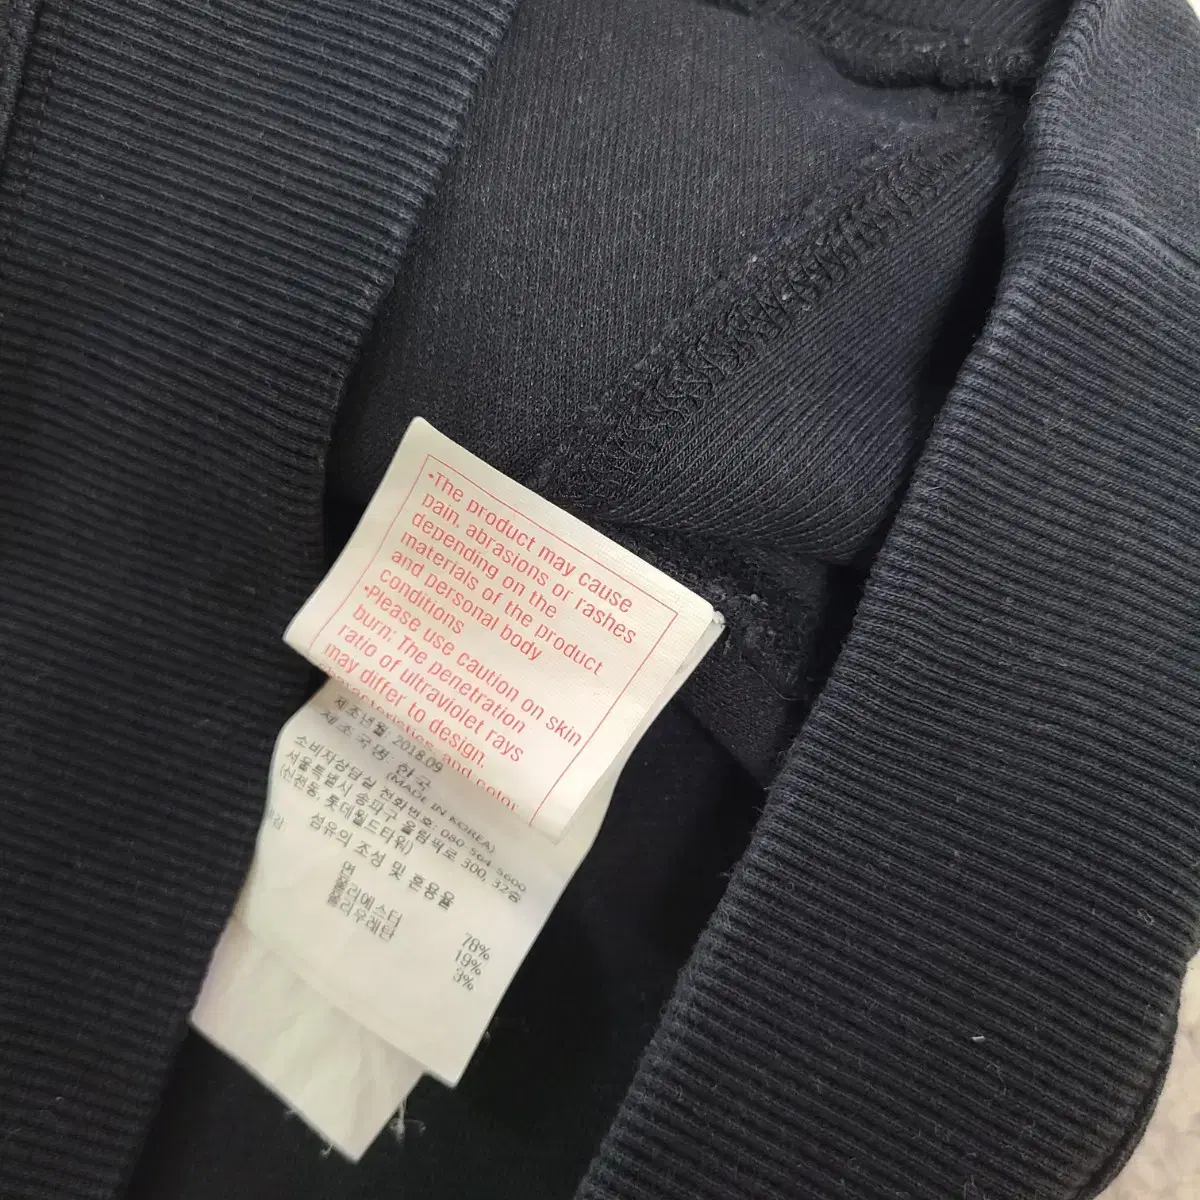 •The product may cause
pain, abrasions or rashes
depending on the
materials of the product
and personal body
conditions
•Please use caution on skin
burn; The penetration
ratio of ultraviolet rays
may differ to design,
characteristics and color
제조년월 2018.09
제조국명: 한국
(MADE IN KOREA)
소비자상담실 전화번호: 080 564 5600
서울특별시 송파구 올림픽로 300, 32층
(신천동, 롯데월드타워)
섬유의 조성 및 혼용율
면 78%
폴리에스터 19%
폴리우레탄 3%